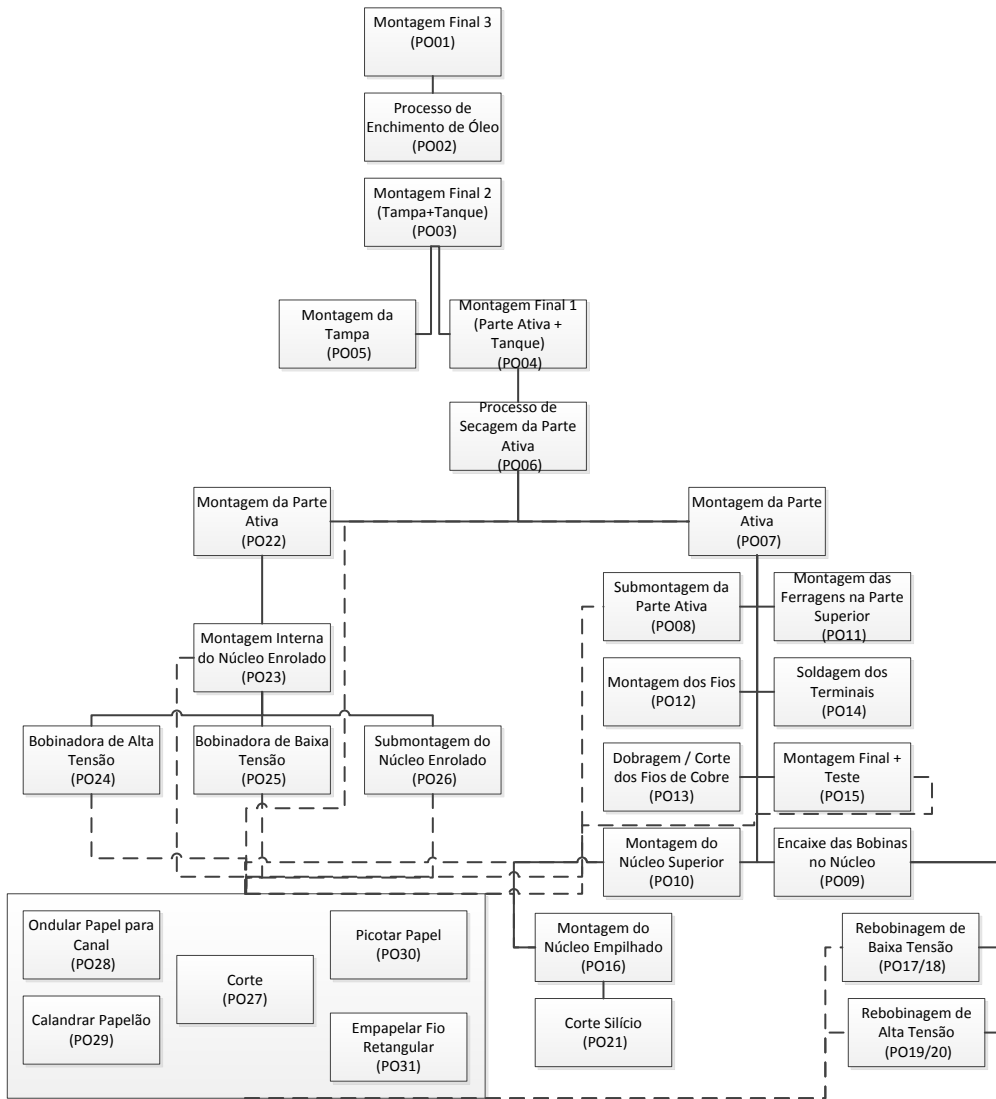 Montagem Final 3
(PO01)
Processo de
Enchimento de Óleo
(PO02)
Montagem Final 2
(Tampa+Tanque)
(PO03)
Montagem da
Tampa
(PO05)
Montagem Final 1
(Parte Ativa +
Tanque)
(PO04)
Processo de
Secagem da Parte
Ativa
(PO06)
Montagem da Parte
Ativa
(PO22)
Montagem da Parte
Ativa
(PO07)
Submontagem da
Parte Ativa
(PO08)
Montagem das
Ferragens na Parte
Superior
(PO11)
Montagem Interna
do Núcleo Enrolado
(PO23)
Montagem dos Fios
(PO12)
Soldagem dos
Terminais
(PO14)
Bobinadora de Alta
Tensão
(PO24)
Bobinadora de Baixa
Tensão
(PO25)
Submontagem do
Núcleo Enrolado
(PO26)
Dobragem / Corte
dos Fios de Cobre
(PO13)
Montagem Final +
Teste
(PO15)
Montagem do
Núcleo Superior
(PO10)
Encaixe das Bobinas
no Núcleo
(PO09)
Ondular Papel para
Canal
(PO28)
Picotar Papel
(PO30)
Corte
(PO27)
Calandrar Papelão
(PO29)
Empapelar Fio
Retangular
(PO31)
Montagem do
Núcleo Empilhado
(PO16)
Rebobinagem de
Baixa Tensão
(PO17/18)
Corte Silício
(PO21)
Rebobinagem de
Alta Tensão
(PO19/20)